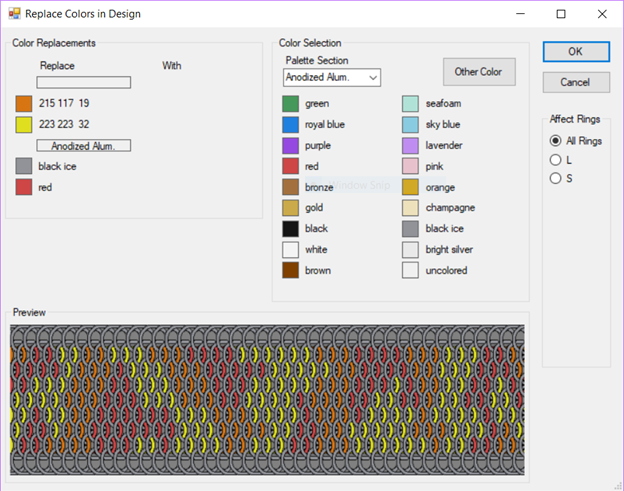 Replace Colors in Design
Color Replacements
Replace With
215 117 19
223 223 32
Anodized Alum.
black ice
red
Color Selection
Palette Section
Anodized Alum.
Other Color
green seafoam
royal blue sky blue
purple lavender
red pink
bronze orange
Window Snip
gold champagne
black black ice
white bright silver
brown uncolored
OK
Cancel
Affect Rings
All Rings
L
S
Preview